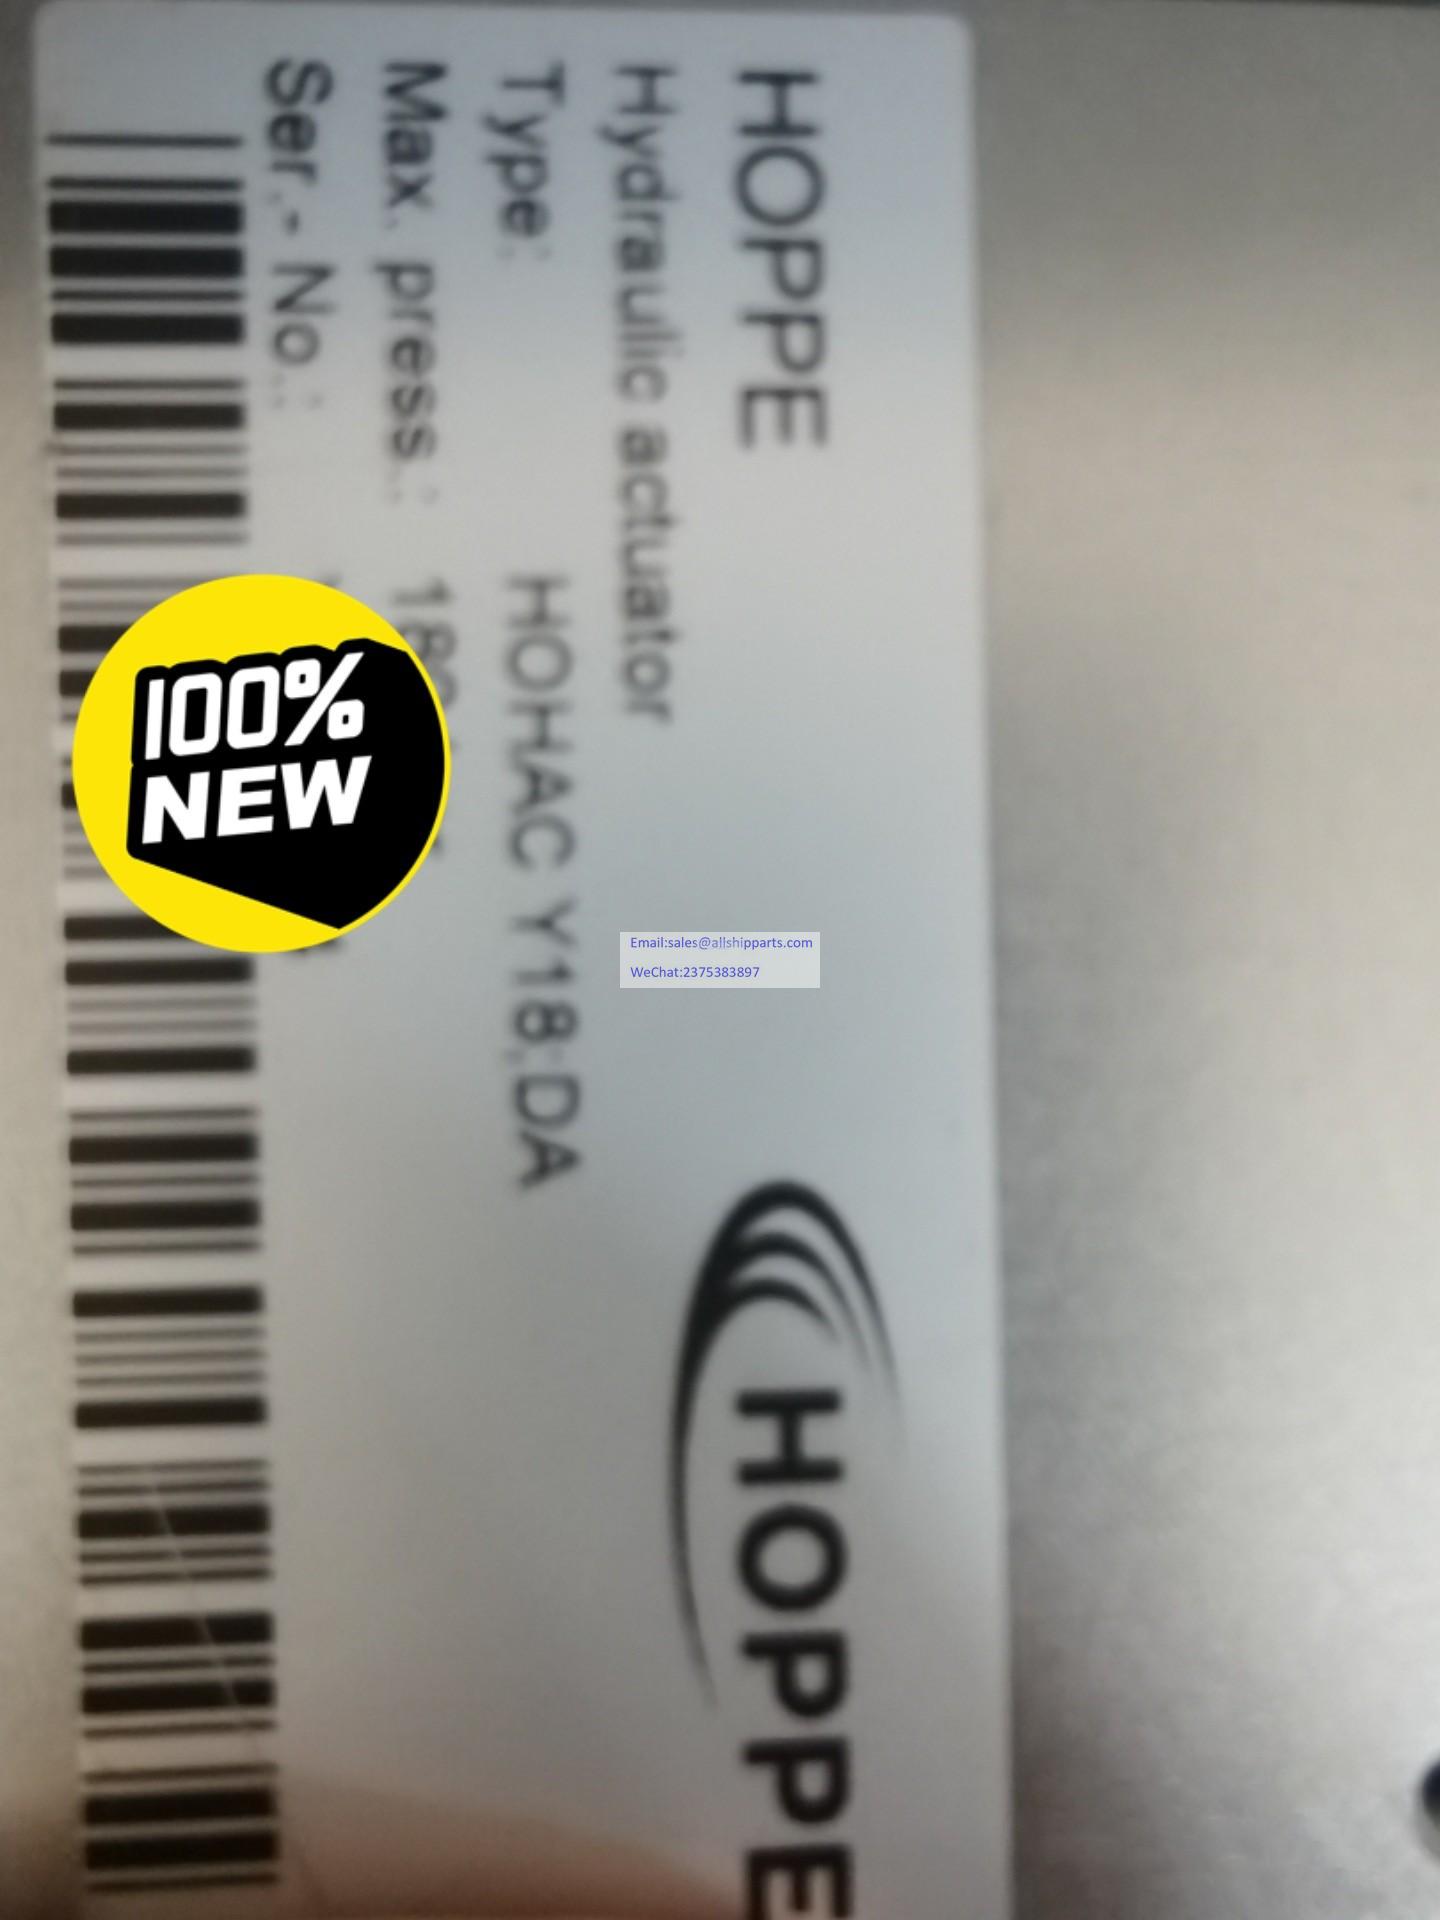 HOPPE
Hydraulic actuator
Type: HOHAC Y18.DA
Max. press.:
Ser.- No.:
HOPPE
100%
NEW
Email:sales@allshipparts.com
WeChat:2375383897